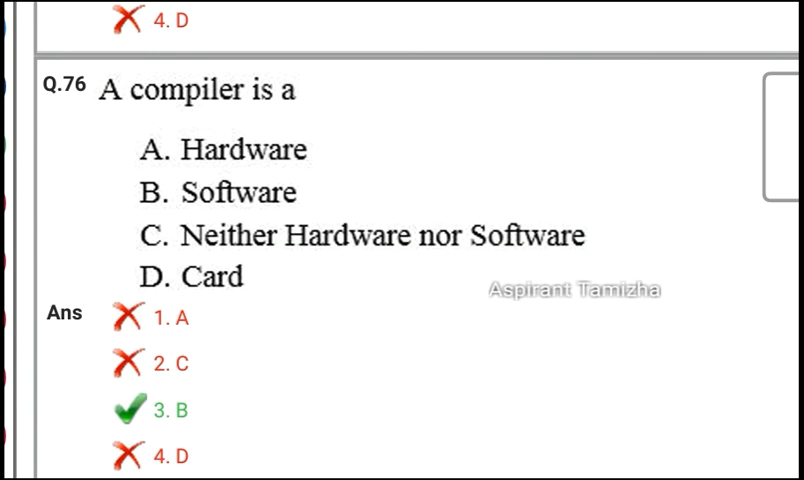 4. D
Q.76 A compiler is a
A. Hardware
B. Software
C. Neither Hardware nor Software
D. Card
Aspirant Tamizha
Ans 1. A
2. C
3. B
4. D